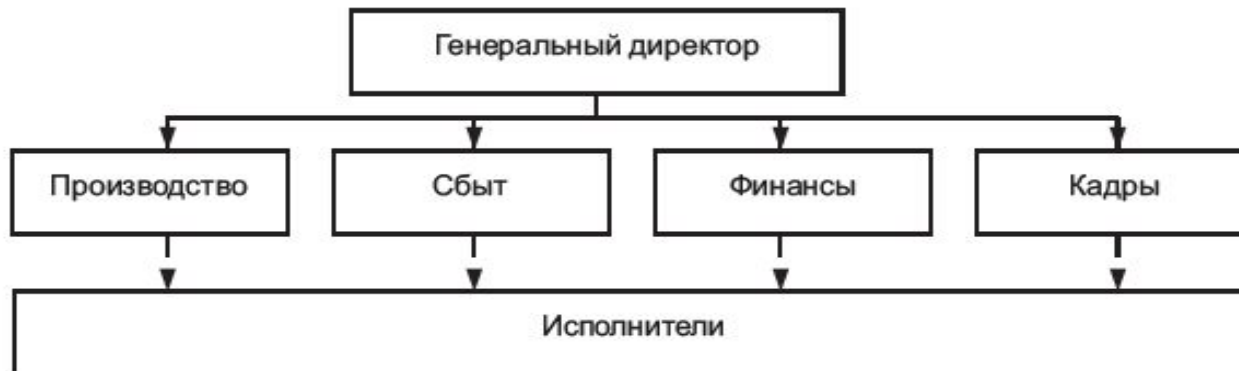 Генеральный директор
Производство
Сбыт
Финансы
Кадры
Исполнители